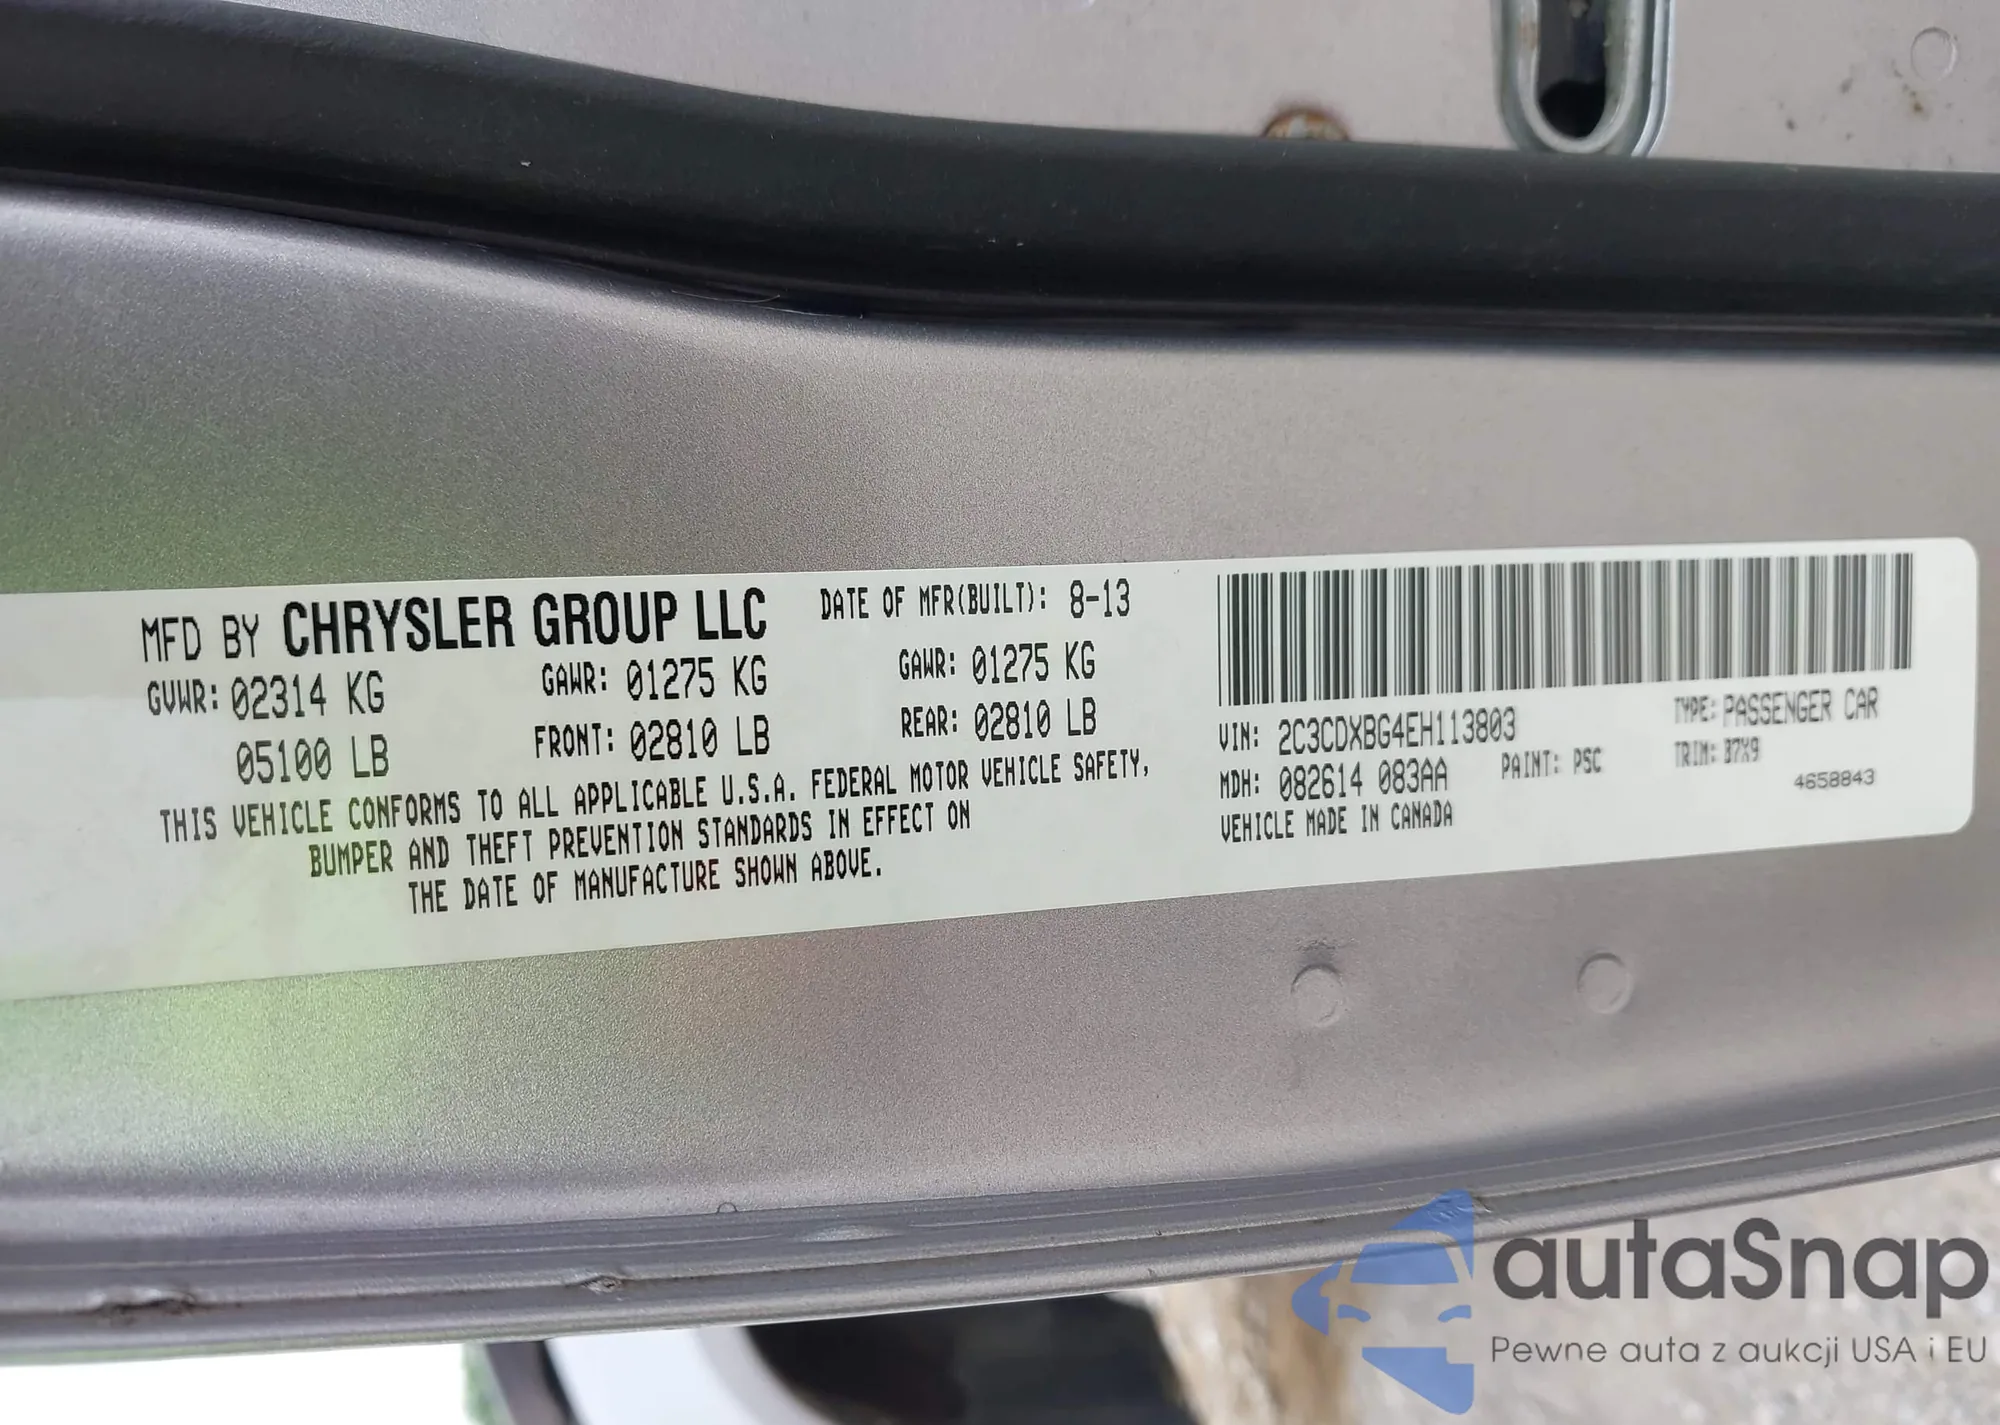 MFD BY CHRYSLER GROUP LLC DATE OF MFR(BUILT): 8-13
GVWR: 02314 KG GAWR: 01275 KG GAWR: 01275 KG
05100 LB FRONT: 02810 LB REAR: 02810 LB
THIS VEHICLE CONFORMS TO ALL APPLICABLE U.S.A. FEDERAL MOTOR VEHICLE SAFETY,
BUMPER AND THEFT PREVENTION STANDARDS IN EFFECT ON
THE DATE OF MANUFACTURE SHOWN ABOVE.
VIN: 2C3CDXBG4EH113803 TYPE: PASSENGER CAR
MDH: 082614 083AA PAINT: PSC TRIM: B7X9
VEHICLE MADE IN CANADA 4658843
autaSnap
Pewne auta z aukcji USA i EU